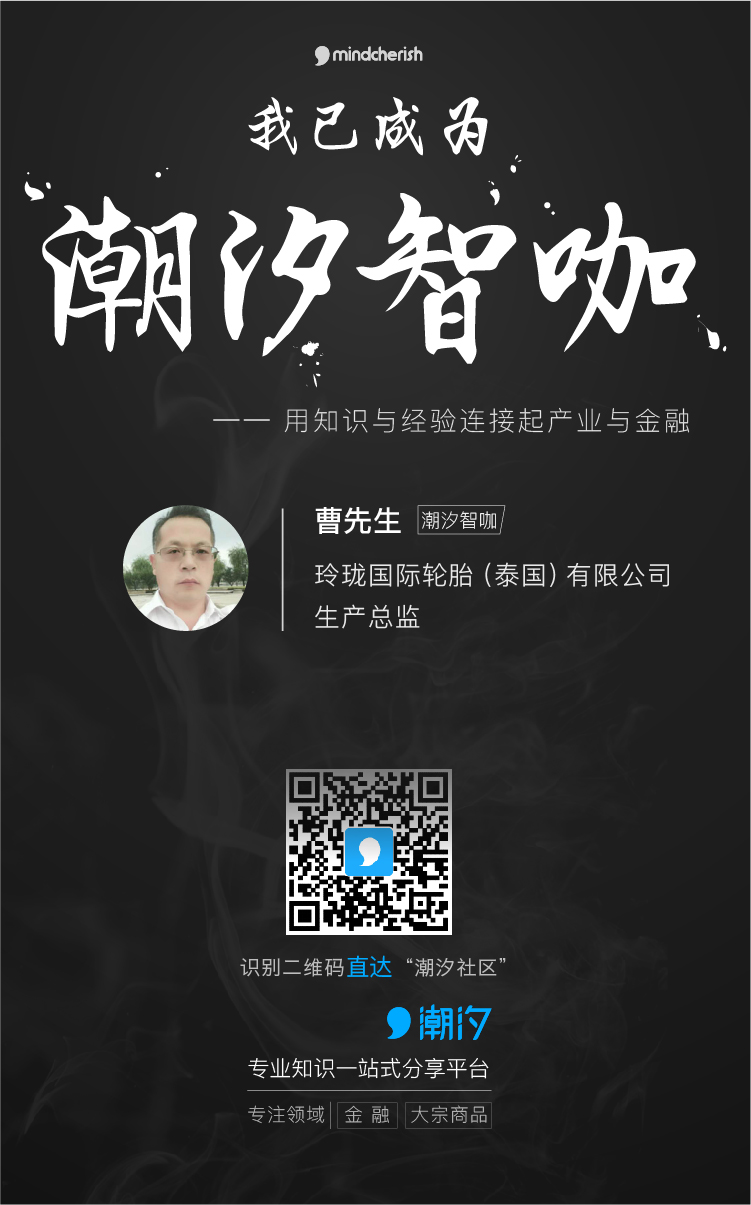 mindcherish
我已成为
潮汐智咖
—— 用知识与经验连接起产业与金融
曹先生 潮汐智咖
玲珑国际轮胎（泰国）有限公司
生产总监
识别二维码直达“潮汐社区”
潮汐
专业知识一站式分享平台
专注领域 金融 大宗商品